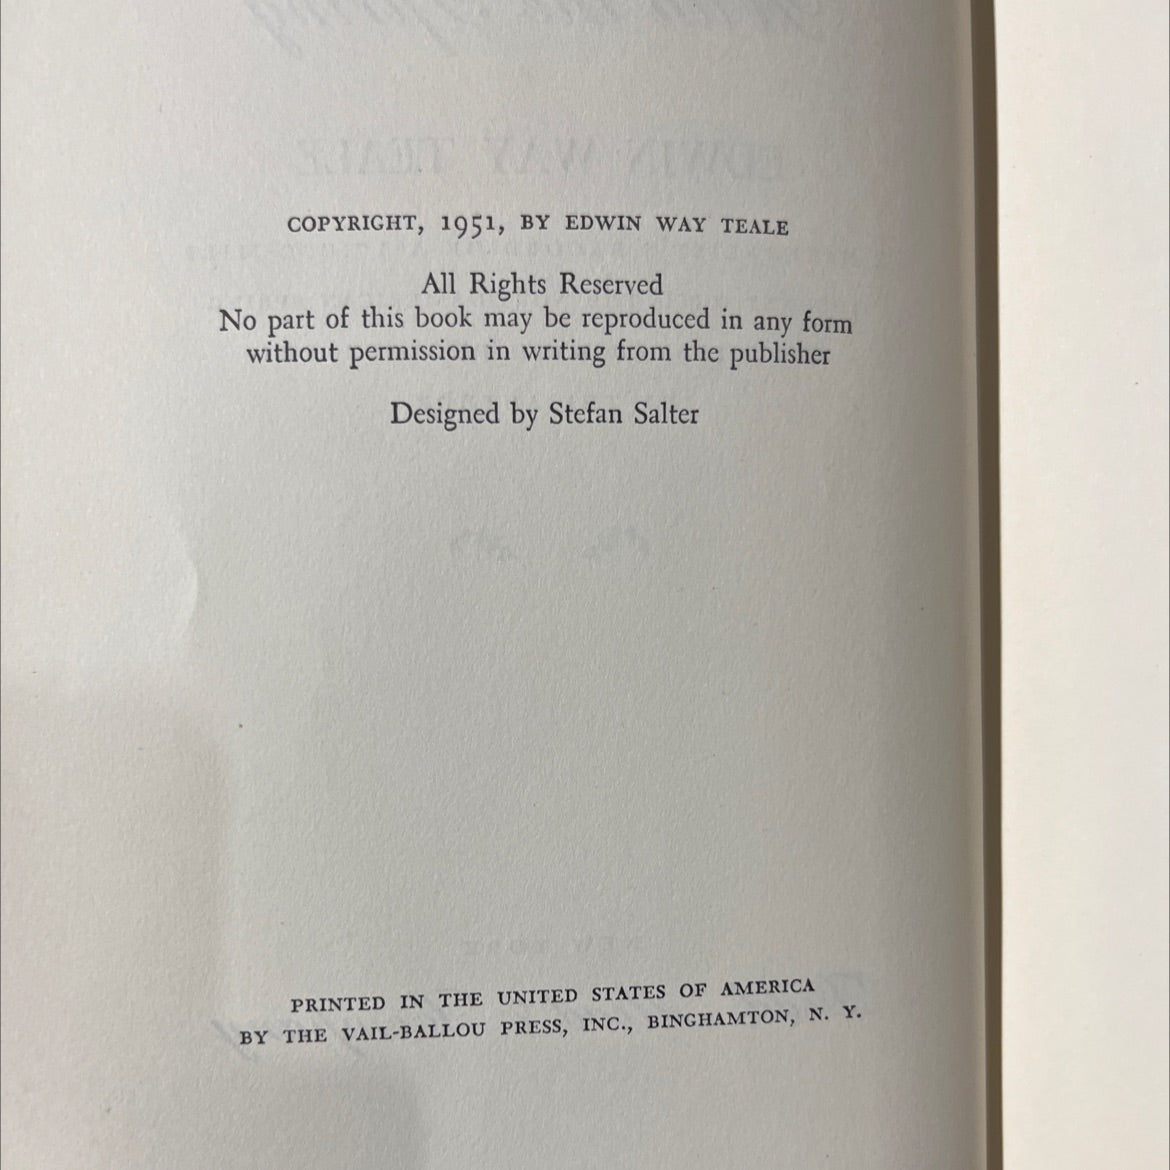 COPYRIGHT, 1951, BY EDWIN WAY TEALE
All Rights Reserved
No part of this book may be reproduced in any form
without permission in writing from the publisher
Designed by Stefan Salter
PRINTED IN THE UNITED STATES OF AMERICA
BY THE VAIL-BALLOU PRESS, INC., BINGHAMTON, N. Y.